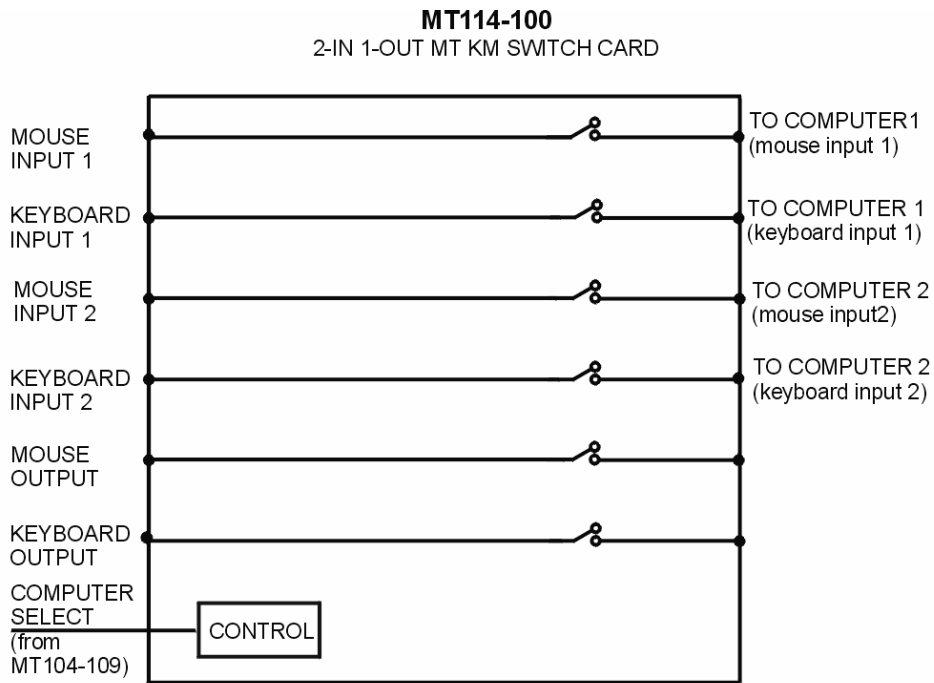 MT114-100
2-IN 1-OUT MT KM SWITCH CARD
MOUSE
INPUT 1
TO COMPUTER1
(mouse input 1)
KEYBOARD
INPUT 1
TO COMPUTER 1
(keyboard input 1)
MOUSE
INPUT 2
TO COMPUTER 2
(mouse input2)
KEYBOARD
INPUT 2
TO COMPUTER 2
(keyboard input 2)
MOUSE
OUTPUT
KEYBOARD
OUTPUT
COMPUTER
SELECT
(from
MT104-109)
CONTROL